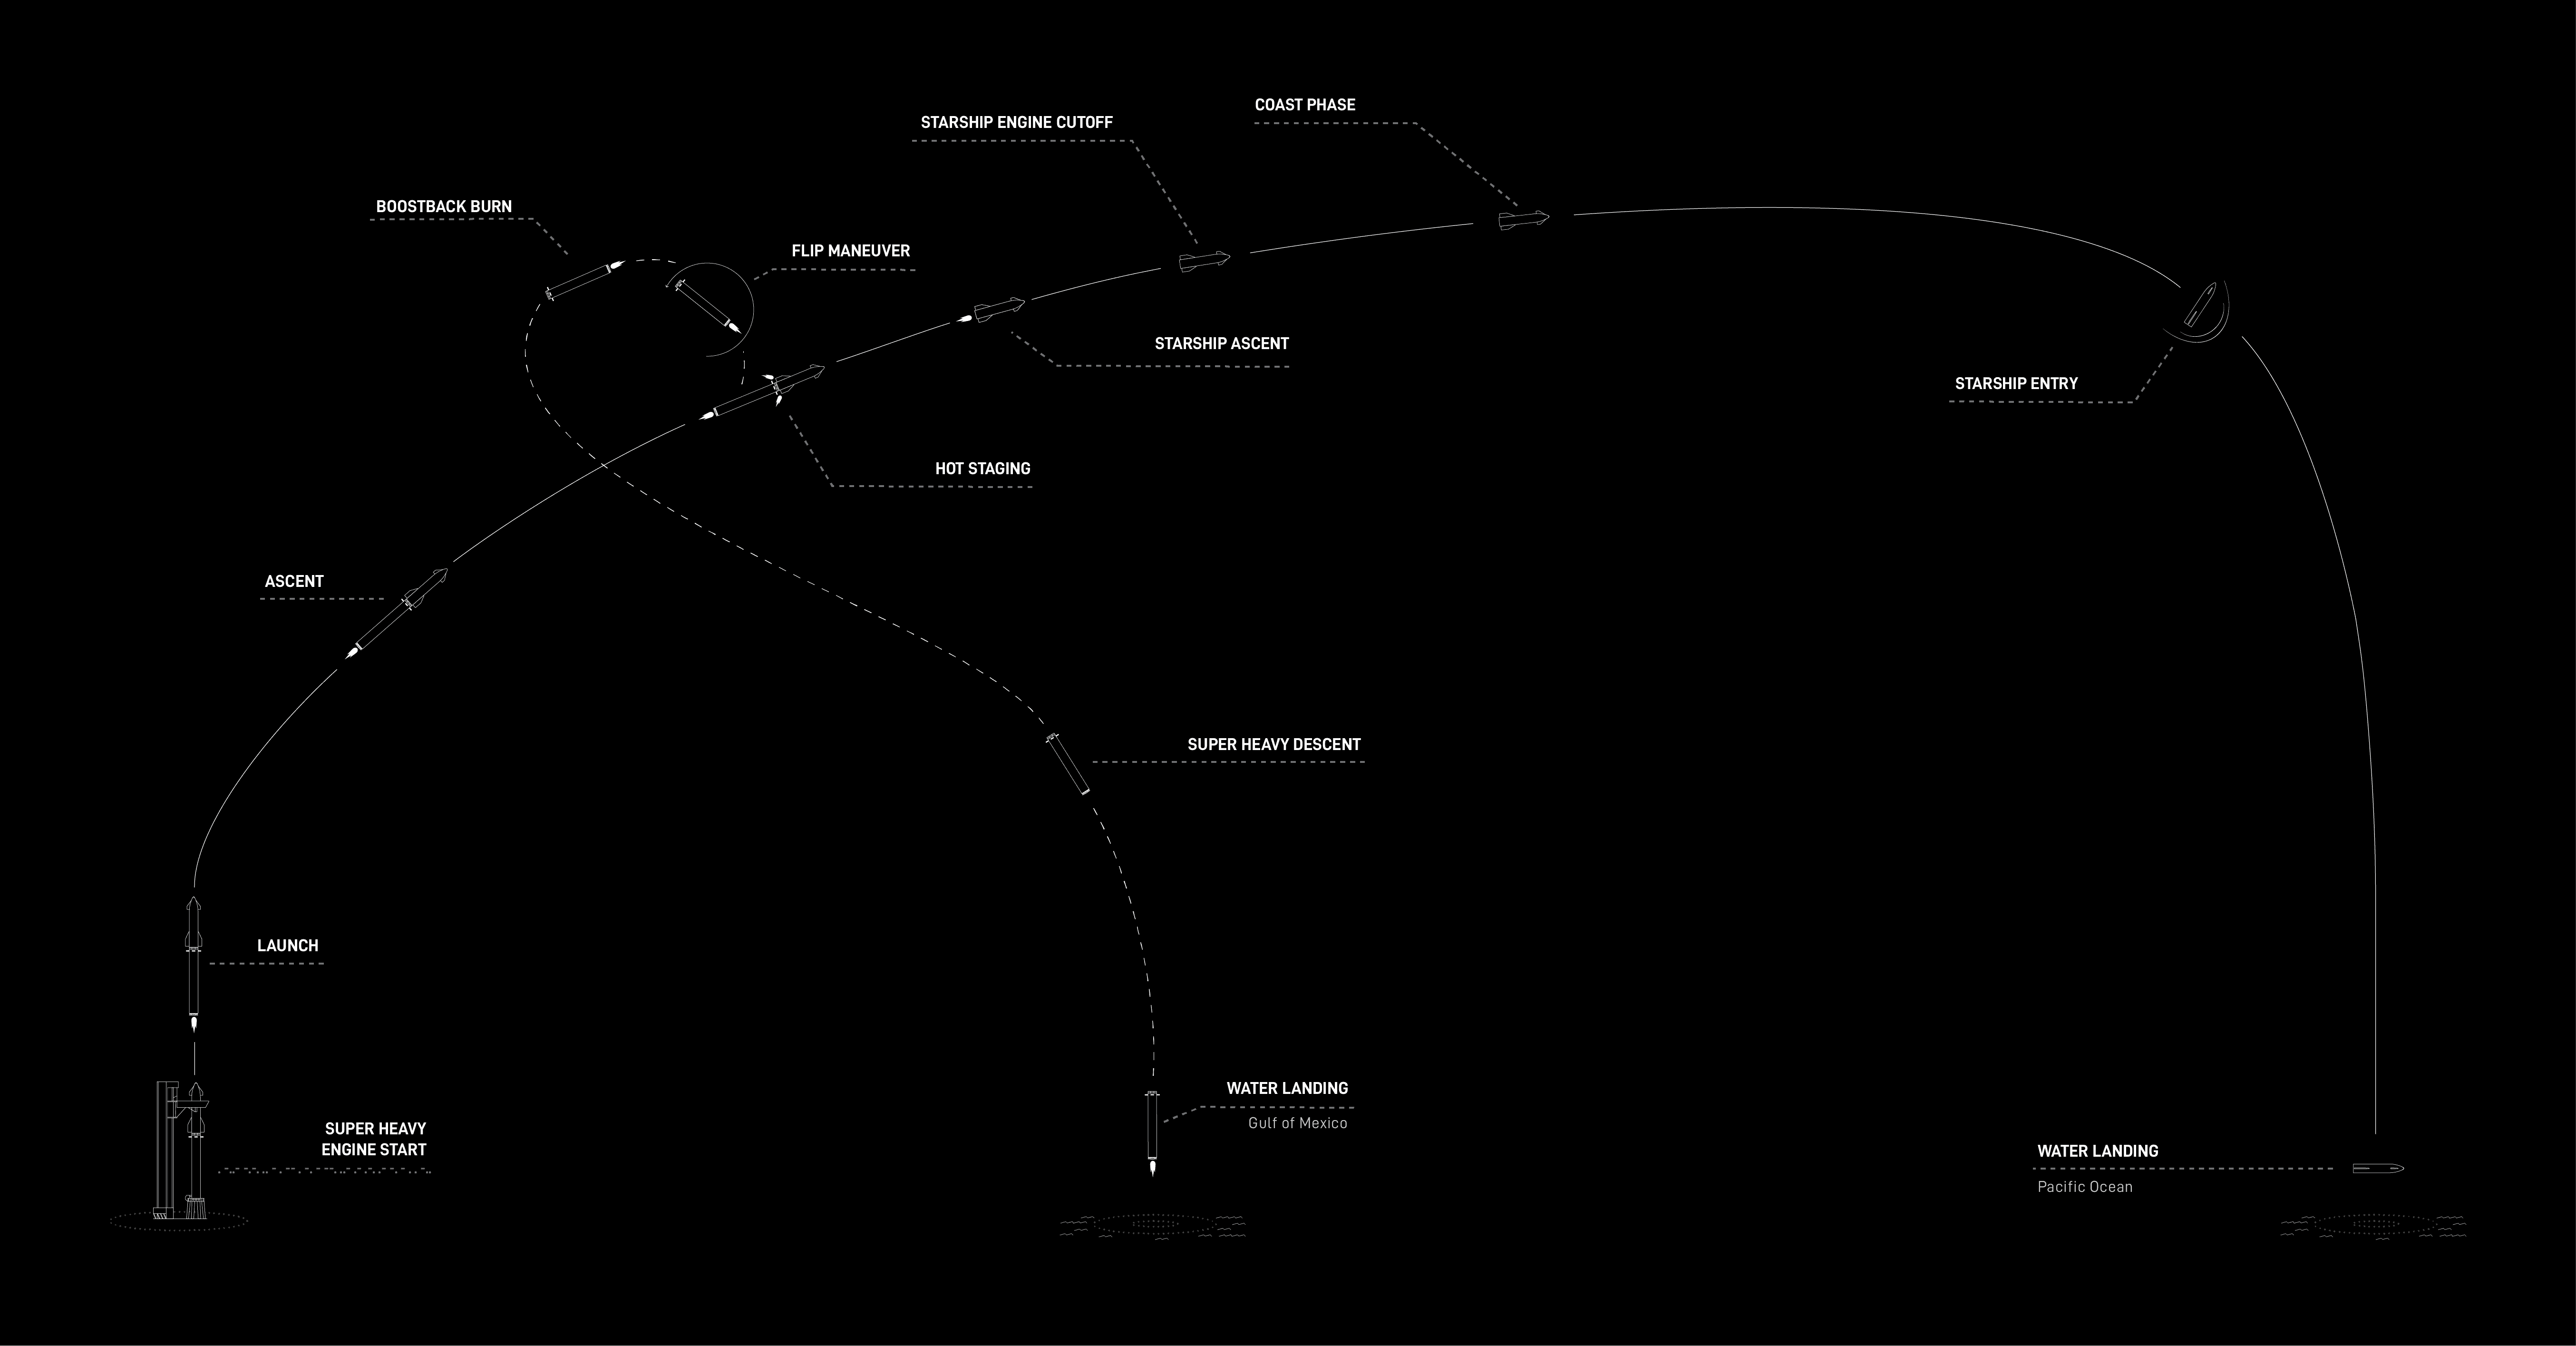 COAST PHASE
STARSHIP ENGINE CUTOFF
BOOSTBACK BURN
FLIP MANEUVER
STARSHIP ASCENT
STARSHIP ENTRY
HOT STAGING
ASCENT
SUPER HEAVY DESCENT
LAUNCH
WATER LANDING
Gulf of Mexico
SUPER HEAVY
ENGINE START
WATER LANDING
Pacific Ocean